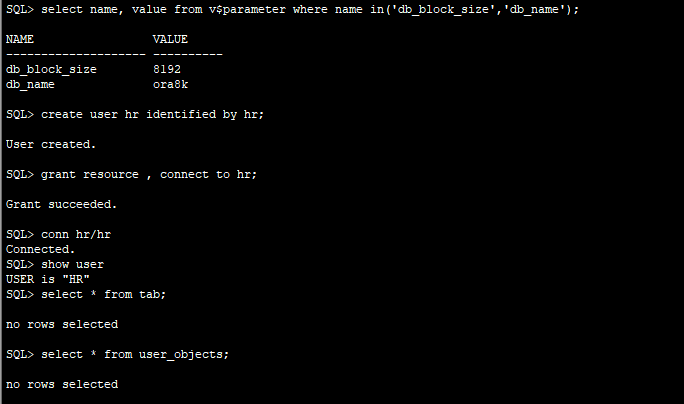 SQL> select name, value from v$parameter where name in('db_block_size','db_name');
NAME                 VALUE
-------------------- ----------
db_block_size        8192
db_name              ora8k
SQL> create user hr identified by hr;
User created.
SQL> grant resource , connect to hr;
Grant succeeded.
SQL> conn hr/hr
Connected.
SQL> show user
USER is "HR"
SQL> select * from tab;
no rows selected
SQL> select * from user_objects;
no rows selected